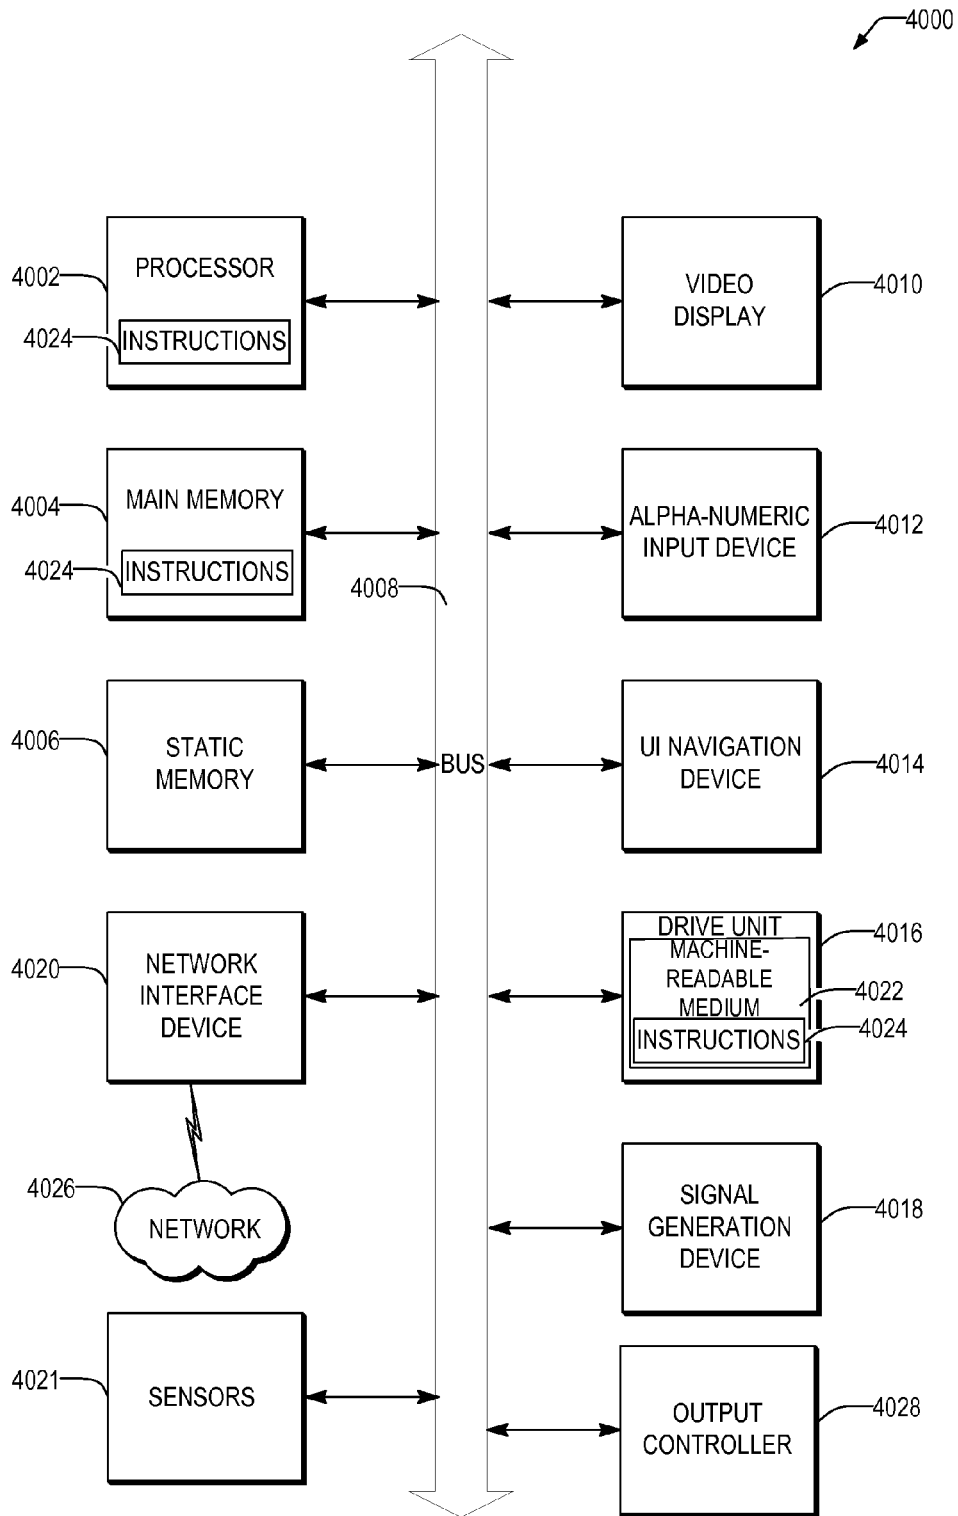 4000
PROCESSOR
4002
4024
INSTRUCTIONS
VIDEO
DISPLAY
4010
MAIN MEMORY
4004
4024
INSTRUCTIONS
4008
ALPHA-NUMERIC
INPUT DEVICE
4012
4006
STATIC
MEMORY
BUS
UI NAVIGATION
DEVICE
4014
4020
NETWORK
INTERFACE
DEVICE
DRIVE UNIT
4016
MACHINE-
READABLE
MEDIUM
4022
INSTRUCTIONS
4024
4026
NETWORK
SIGNAL
GENERATION
DEVICE
4018
4021
SENSORS
OUTPUT
CONTROLLER
4028